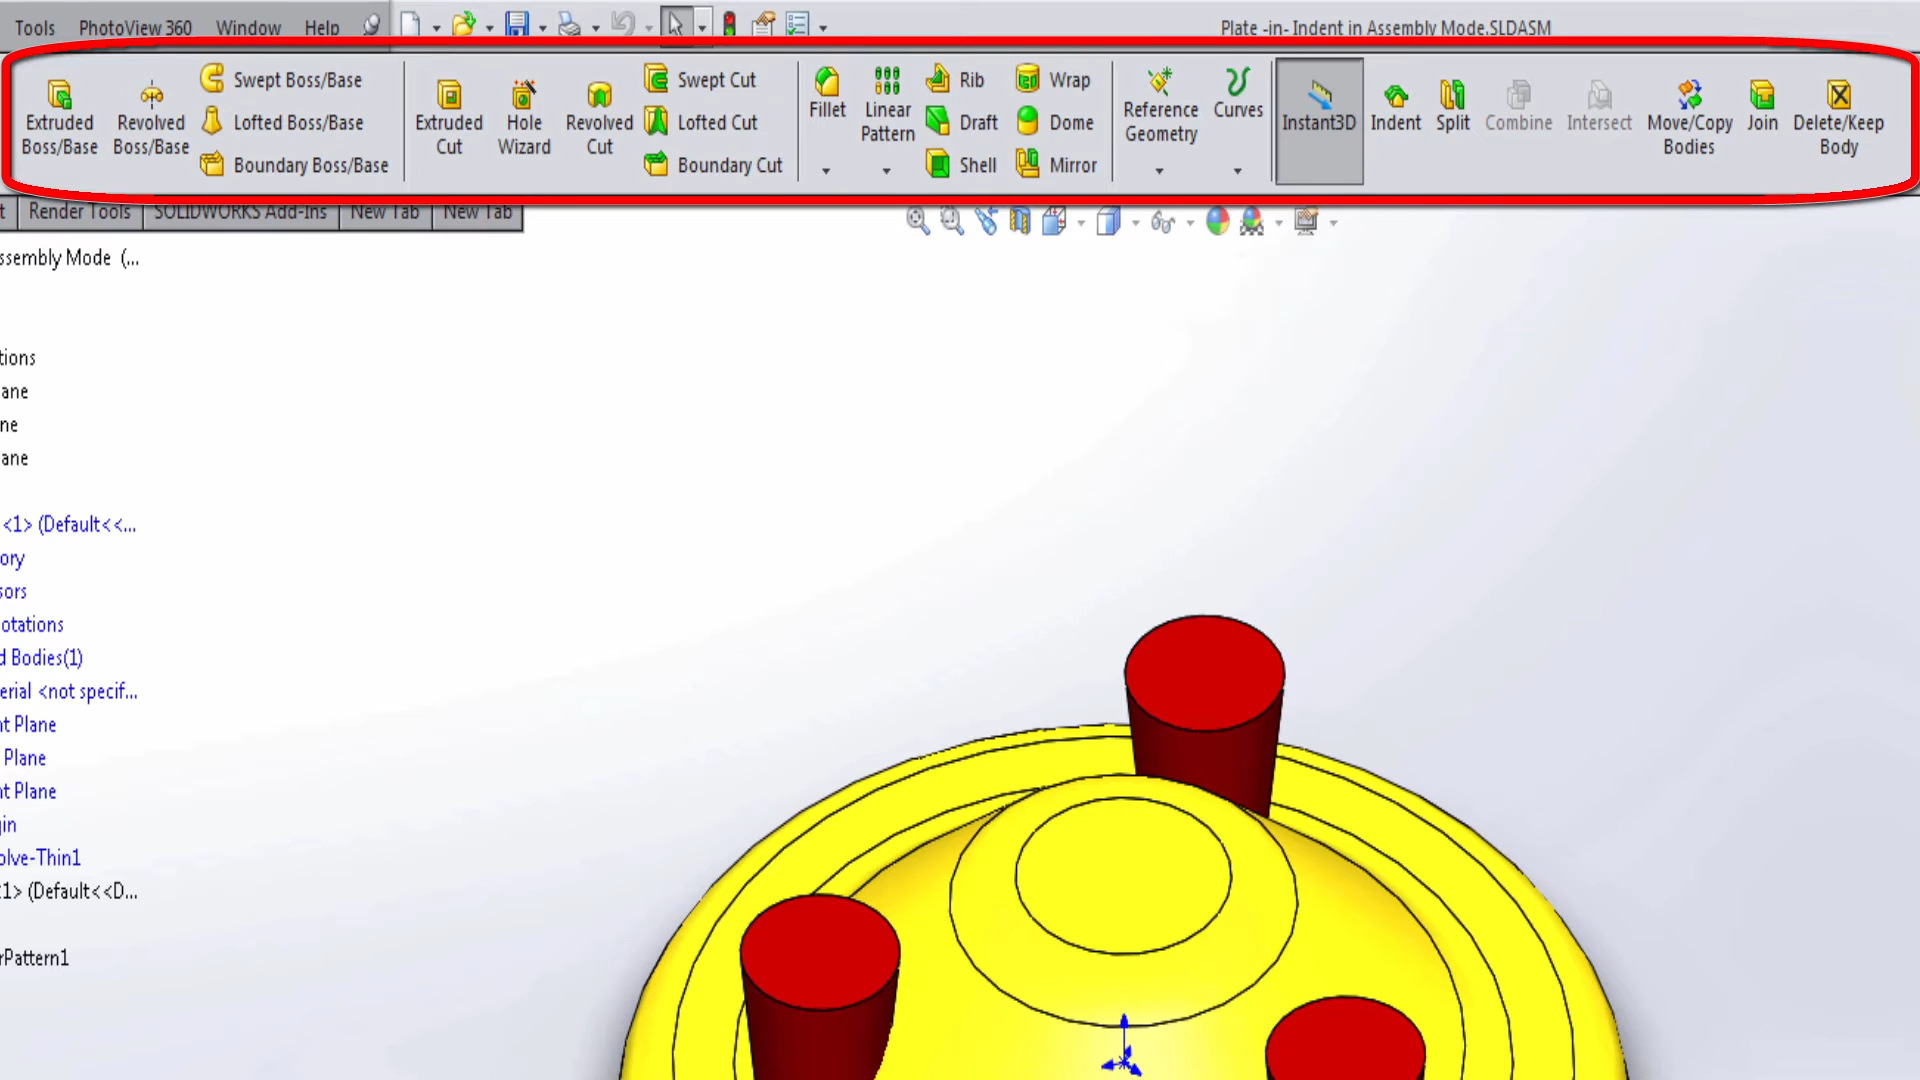 Tools PhotoView 360 Window Help Plate -in- Indent in Assembly Mode.SLDASM
Extruded Boss/Base
Revolved Boss/Base
Swept Boss/Base
Lofted Boss/Base
Boundary Boss/Base
Extruded Cut
Hole Wizard
Revolved Cut
Swept Cut
Lofted Cut
Boundary Cut
Fillet
Linear Pattern
Rib
Draft
Shell
Wrap
Dome
Mirror
Reference Geometry
Curves
Instant3D
Indent
Split
Combine
Intersect
Move/Copy Bodies
Join
Delete/Keep Body
t Render Tools SOLIDWORKS Add-Ins New Tab New Tab
ssembly Mode (...
tions
ane
ne
ane
<1> (Default<<...
ory
sors
otations
d Bodies(1)
erial <not specif...
nt Plane
Plane
nt Plane
gin
olve-Thin1
<1> (Default<<D...
rPattern1